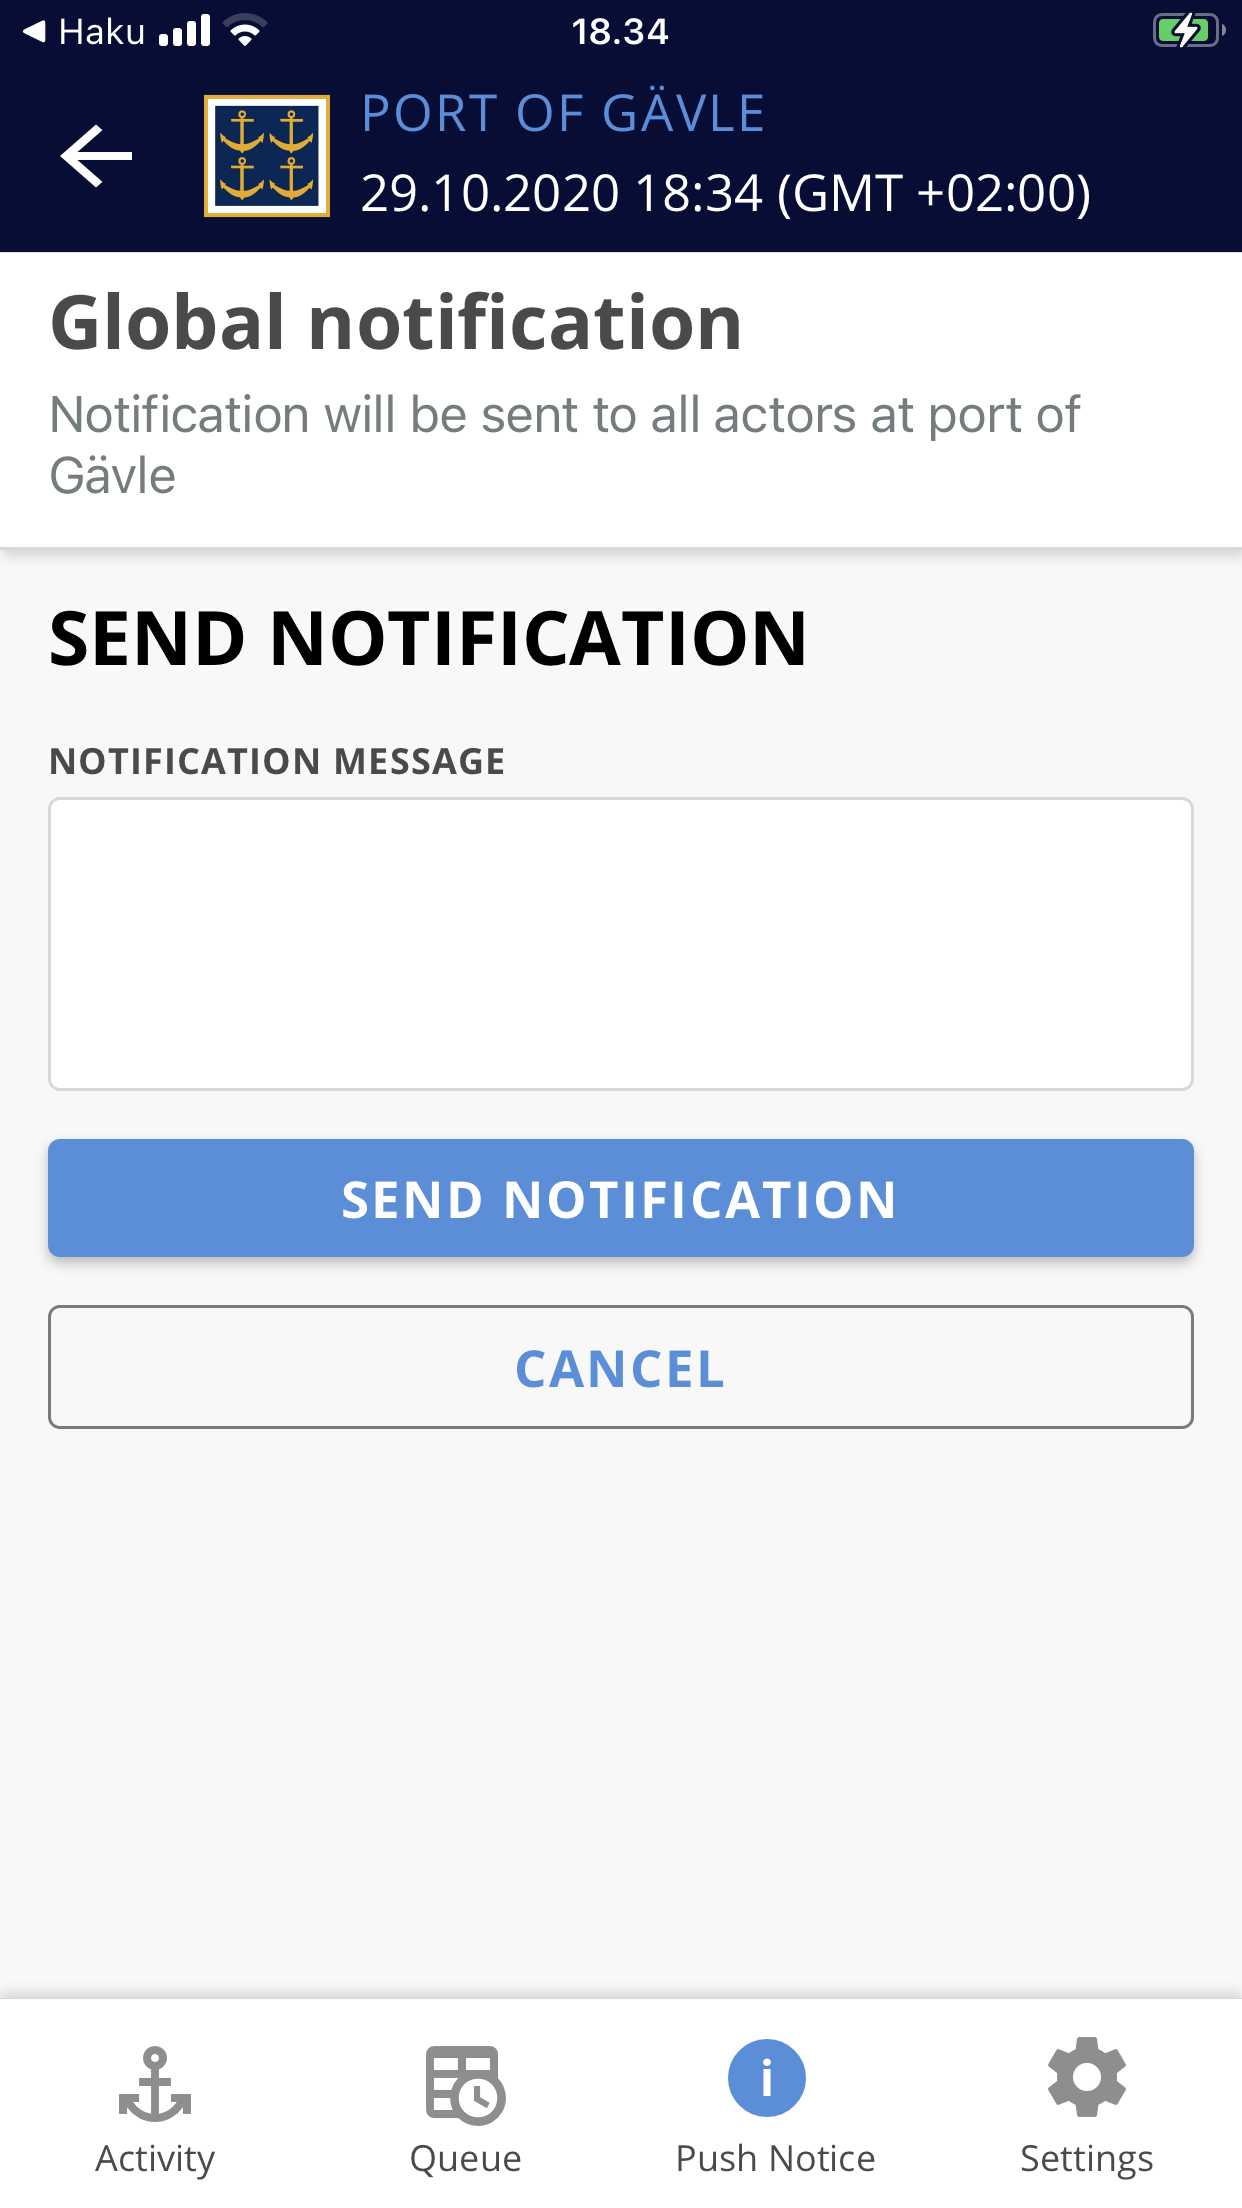 Haku
18.34
PORT OF GÄVLE
29.10.2020 18:34 (GMT +02:00)
Global notification
Notification will be sent to all actors at port of
Gävle
SEND NOTIFICATION
NOTIFICATION MESSAGE
SEND NOTIFICATION
CANCEL
Activity
Queue
Push Notice
Settings